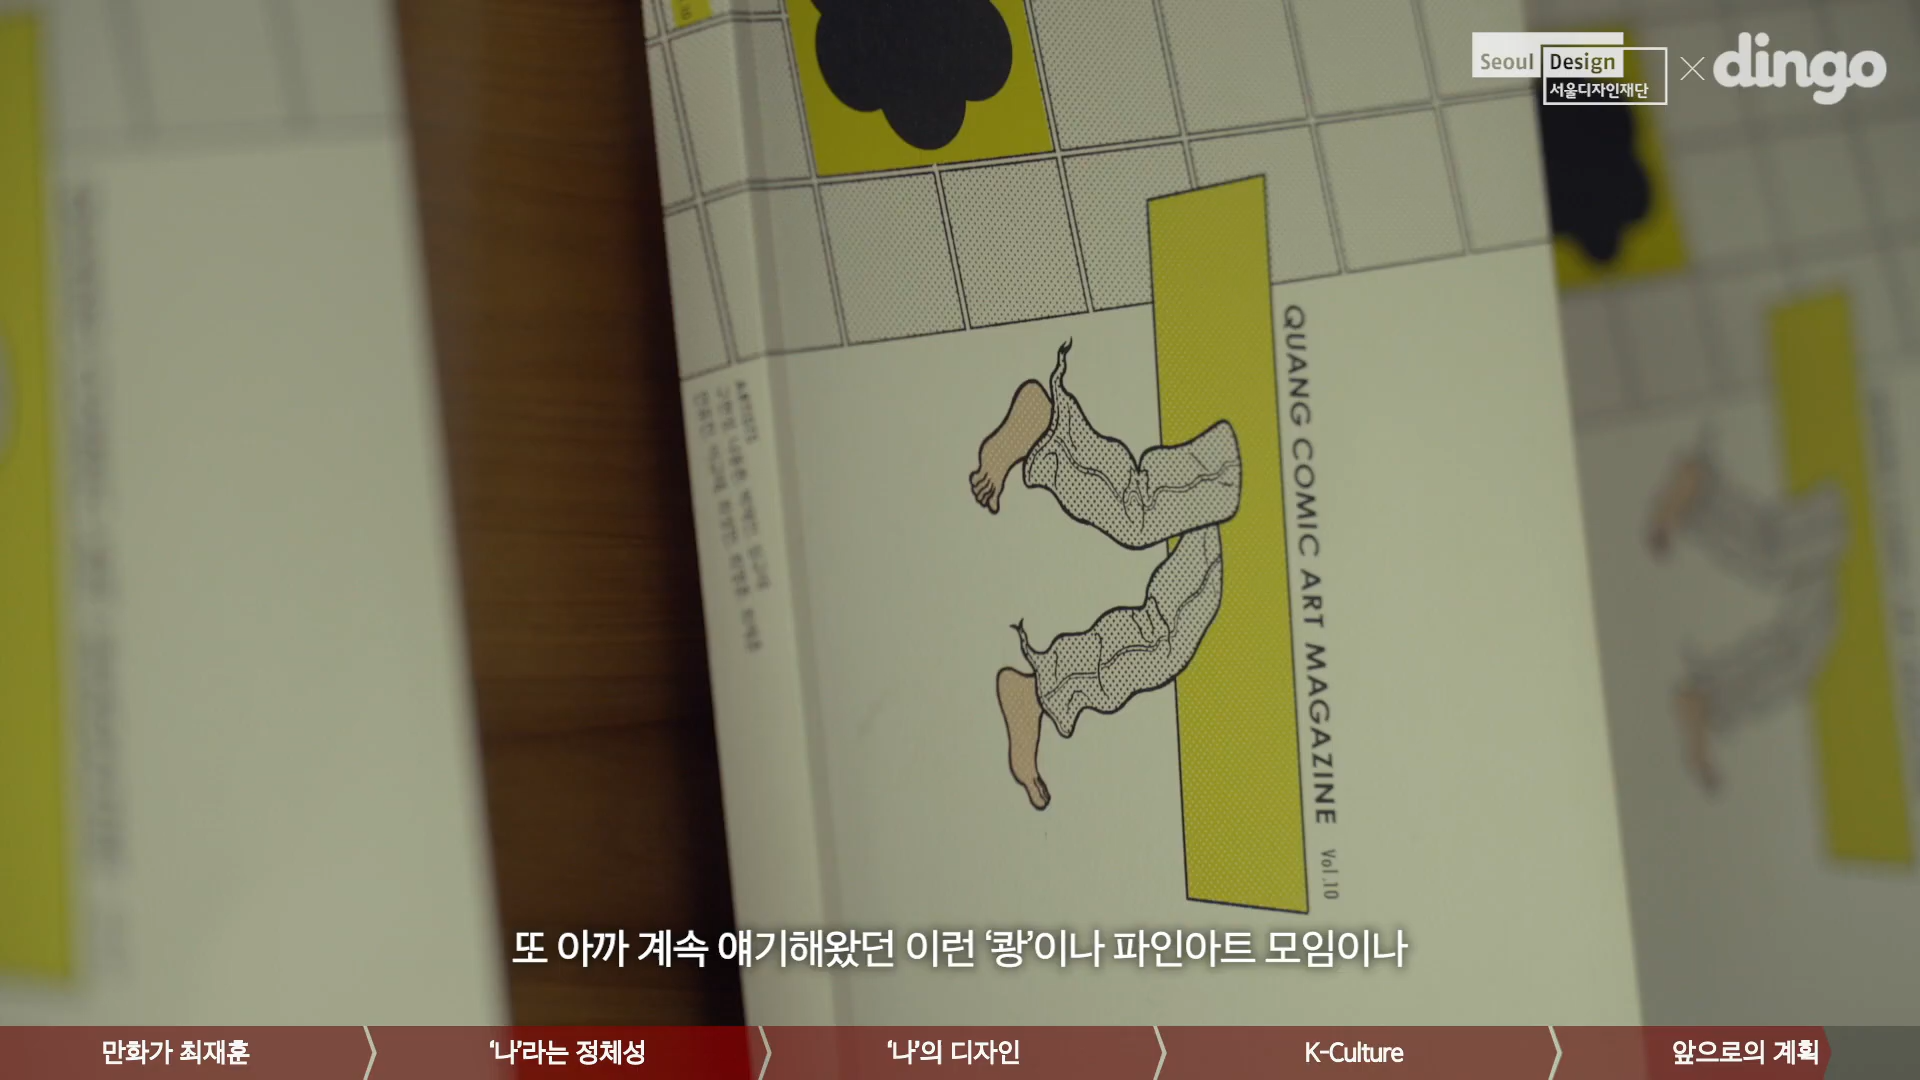 Seoul Design
서울디자인재단
dingo
ARTISTS
QUANG COMIC ART MAGAZINE Vol.10
또 아까 계속 얘기해왔던 이런 ‘쾅’이나 파인아트 모임이나
만화가 최재훈
‘나’라는 정체성
‘나’의 디자인
K-Culture
앞으로의 계획